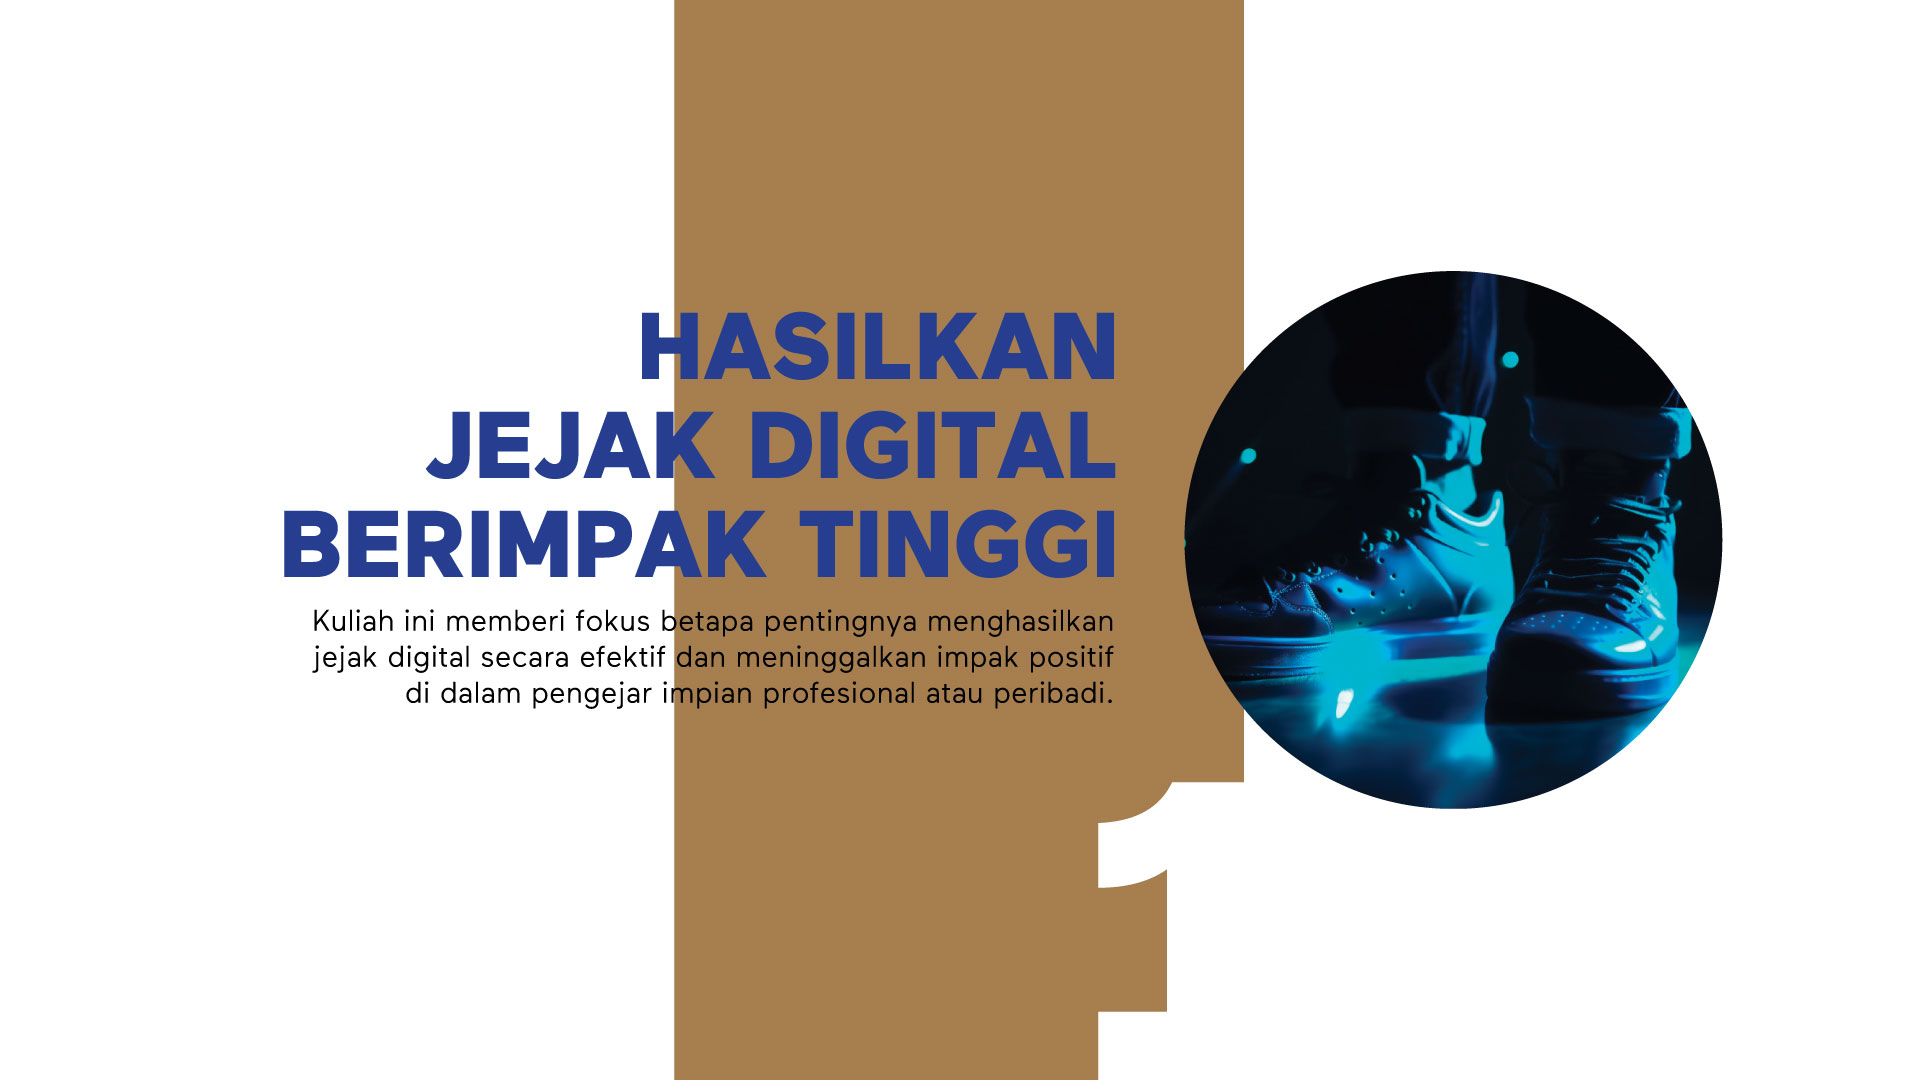 HASILKAN
JEJAK DIGITAL
BERIMPAK TINGGI
Kuliah ini memberi fokus betapa pentingnya menghasilkan
jejak digital secara efektif dan meninggalkan impak positif
di dalam pengejar impian profesional atau peribadi.